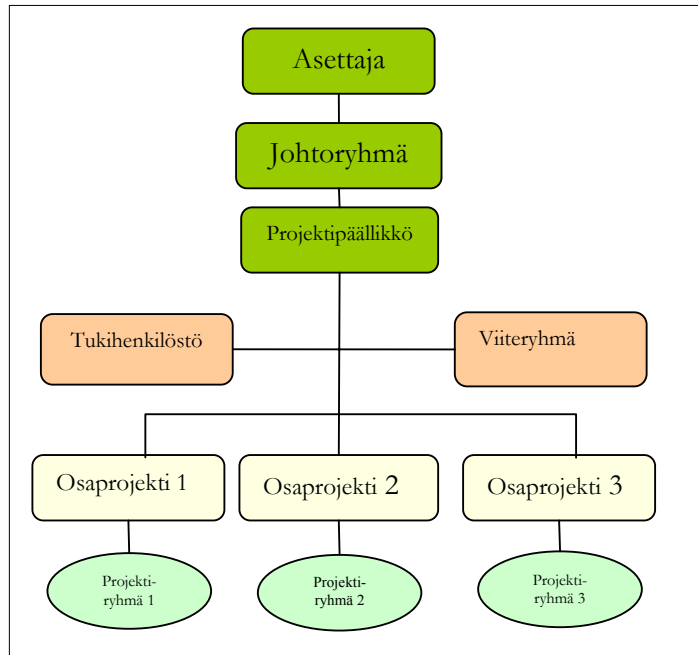 Asettaja
Johtoryhmä
Projektipäällikkö
Tukihenkilöstö
Viiteryhmä
Osaprojekti 1
Osaprojekti 2
Osaprojekti 3
Projekti-
ryhmä 1
Projekti-
ryhmä 2
Projekti-
ryhmä 3